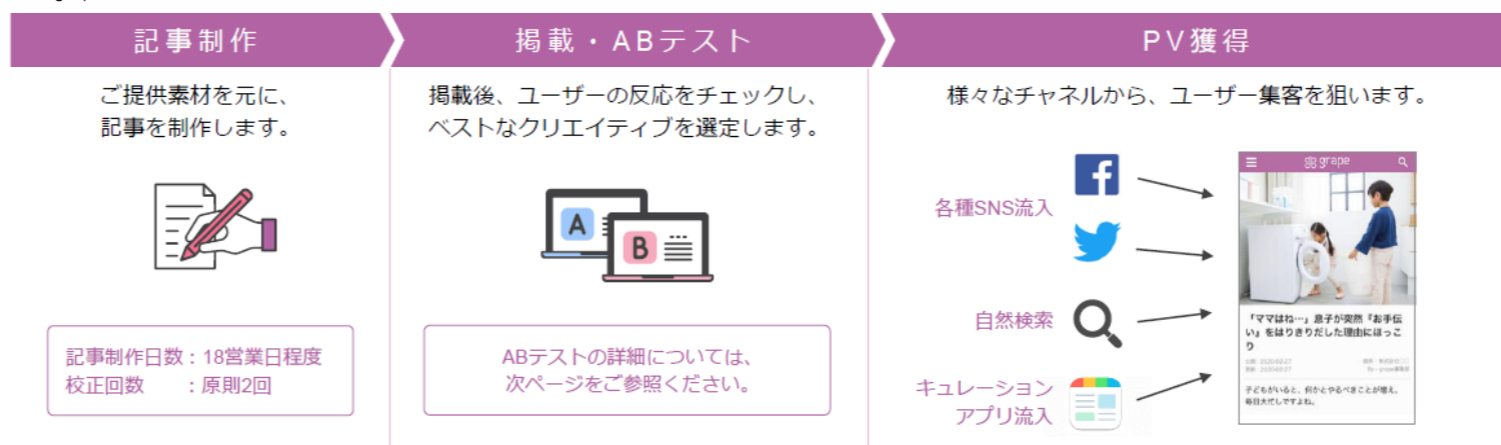 記事制作
掲載・ABテスト
PV獲得
ご提供素材を元に、
記事を制作します。
記事制作日数：18営業日程度
校正回数　　：原則2回
掲載後、ユーザーの反応をチェックし、
ベストなクリエイティブを選定します。
A
B
ABテストの詳細については、
次ページをご参照ください。
様々なチャネルから、ユーザー集客を狙います。
各種SNS流入
自然検索
キュレーション
アプリ流入
grape
「ママはね…」息子が突然『お手伝
い』をはりきりだした理由にほっこ
り
子どもがいると、何かとやるべきことが増え、
毎日大忙しですよね。